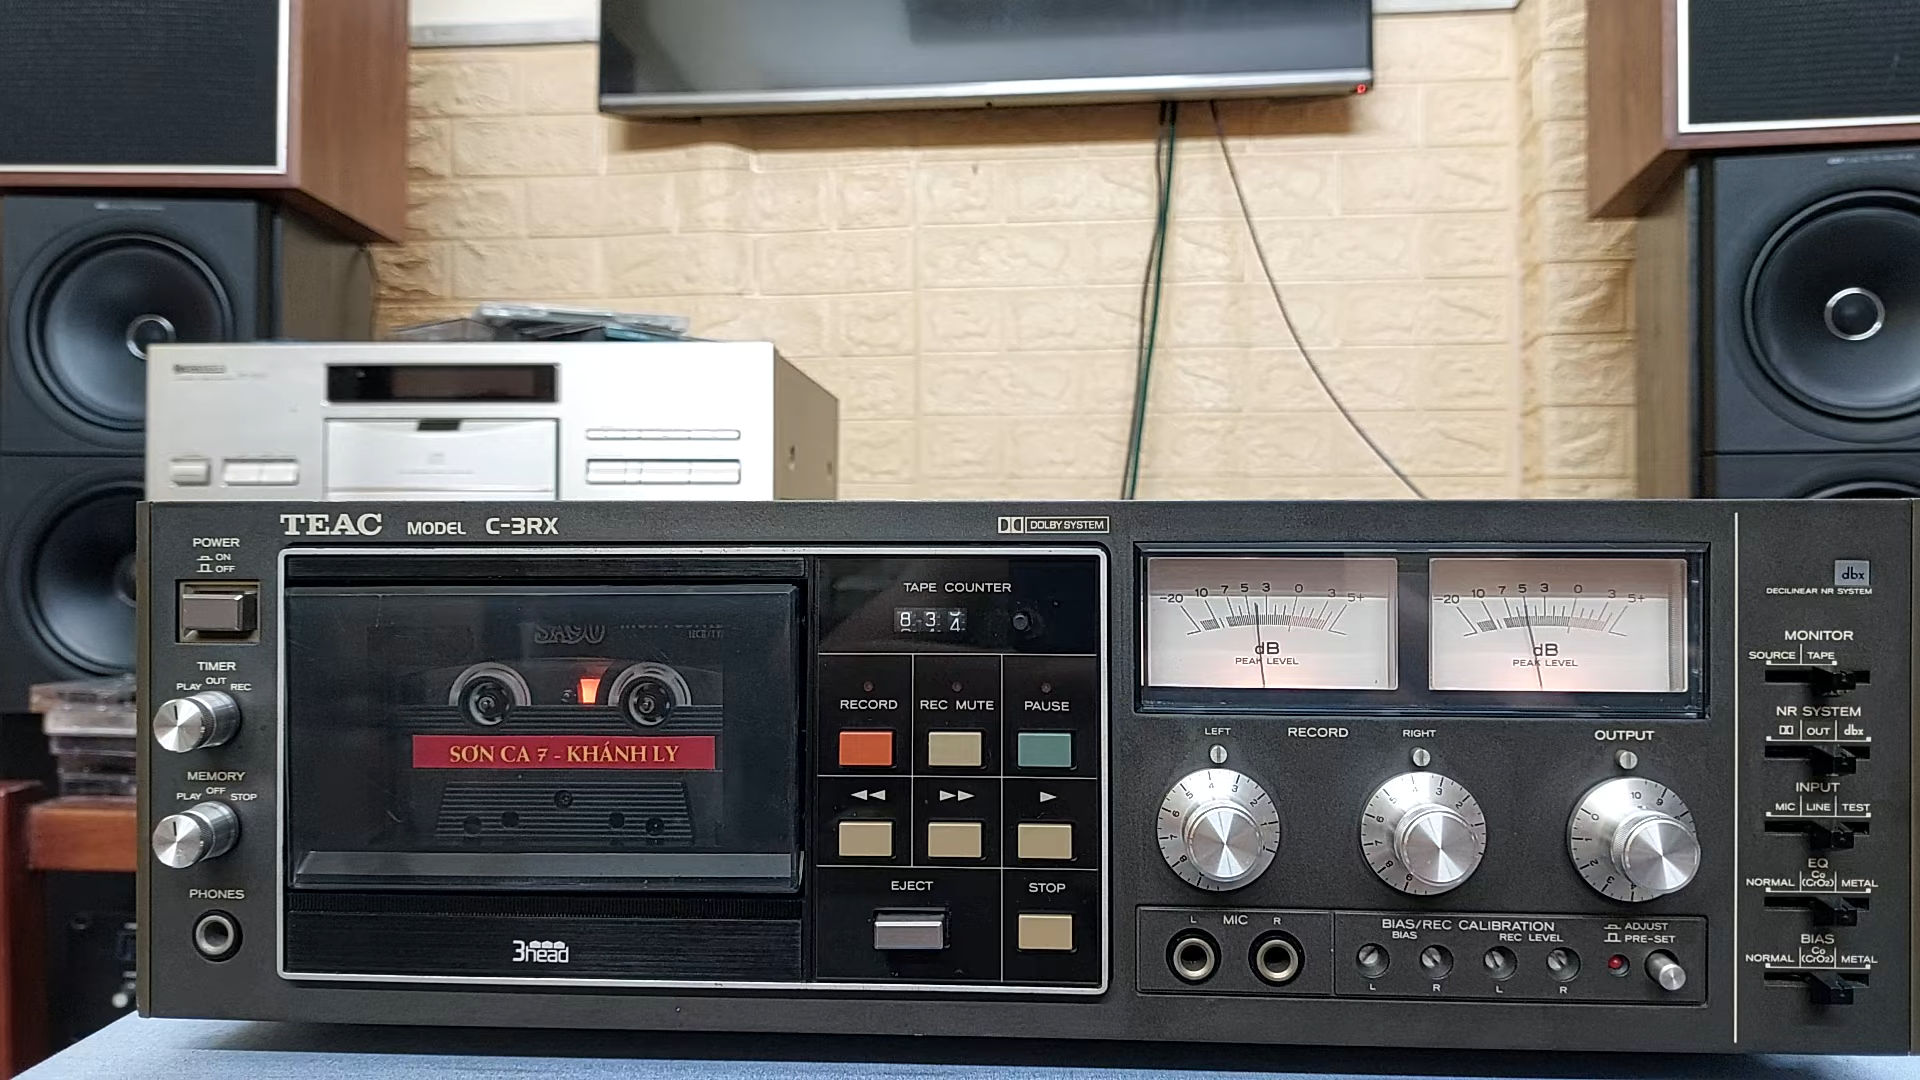 TEAC MODEL C-3RX
DOLBY SYSTEM
POWER
ON
OFF
TIMER
PLAY OUT REC
MEMORY
PLAY OFF STOP
PHONES
SA90
SƠN CA 7 - KHÁNH LY
3head
TAPE COUNTER
8 3 4
RECORD
REC MUTE
PAUSE
EJECT
STOP
-20 10 7 5 3 0 3 5+
dB
PEAK LEVEL
-20 10 7 5 3 0 3 5+
dB
PEAK LEVEL
LEFT
RECORD
RIGHT
OUTPUT
L MIC R
BIAS/REC CALIBRATION
BIAS
REC LEVEL
L R L R
ADJUST
PRE-SET
dbx
DECILINEAR NR SYSTEM
MONITOR
SOURCE TAPE
NR SYSTEM
OUT dbx
INPUT
MIC LINE TEST
EQ
NORMAL Co (CrO2) METAL
BIAS
NORMAL Co (CrO2) METAL